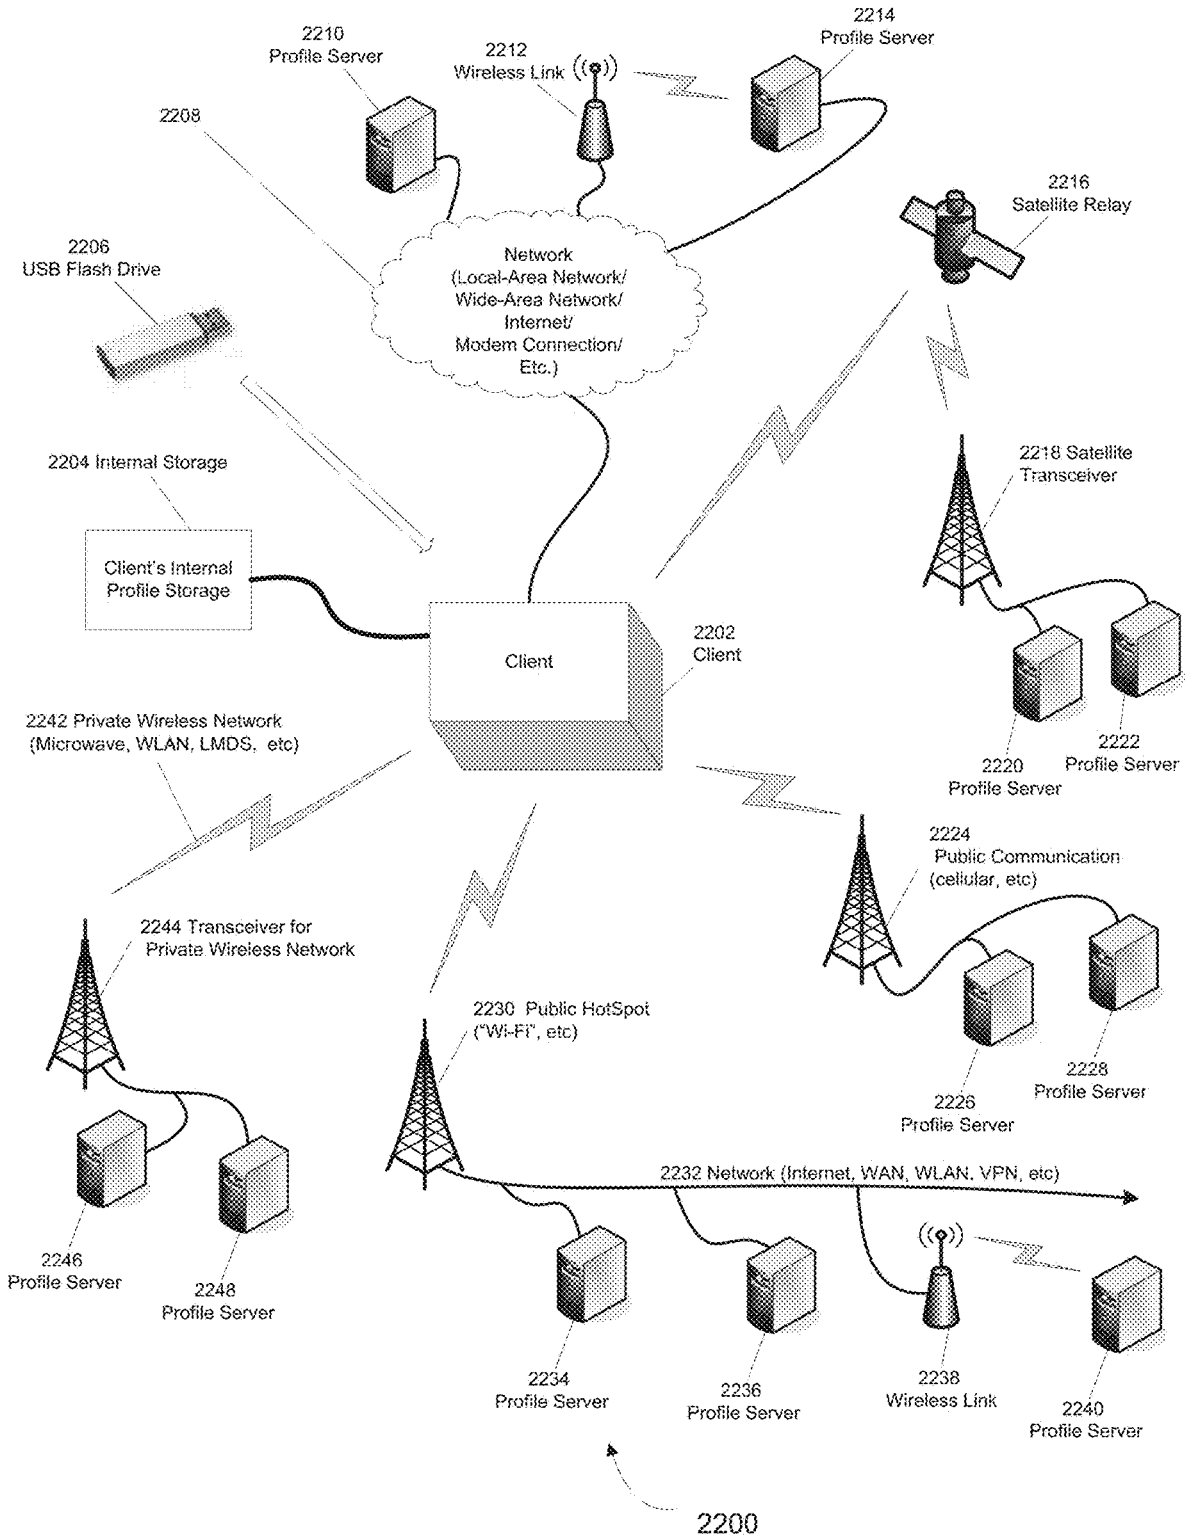 2210
Profile Server
2212
Wireless Link
2214
Profile Server
2208
2216
Satellite Relay
2206
USB Flash Drive
Network
(Local-Area Network/
Wide-Area Network/
Internet/
Modem Connection/
Etc.)
2204 Internal Storage
2218 Satellite
Transceiver
Client's Internal
Profile Storage
Client
2202
Client
2242 Private Wireless Network
(Microwave, WLAN, LMDS, etc)
2220
Profile Server
2222
Profile Server
2224
Public Communication
(cellular, etc)
2244 Transceiver for
Private Wireless Network
2230 Public HotSpot
("Wi-Fi", etc)
2226
Profile Server
2228
Profile Server
2232 Network (Internet, WAN, WLAN, VPN, etc)
2246
Profile Server
2248
Profile Server
2234
Profile Server
2236
Profile Server
2238
Wireless Link
2240
Profile Server
2200